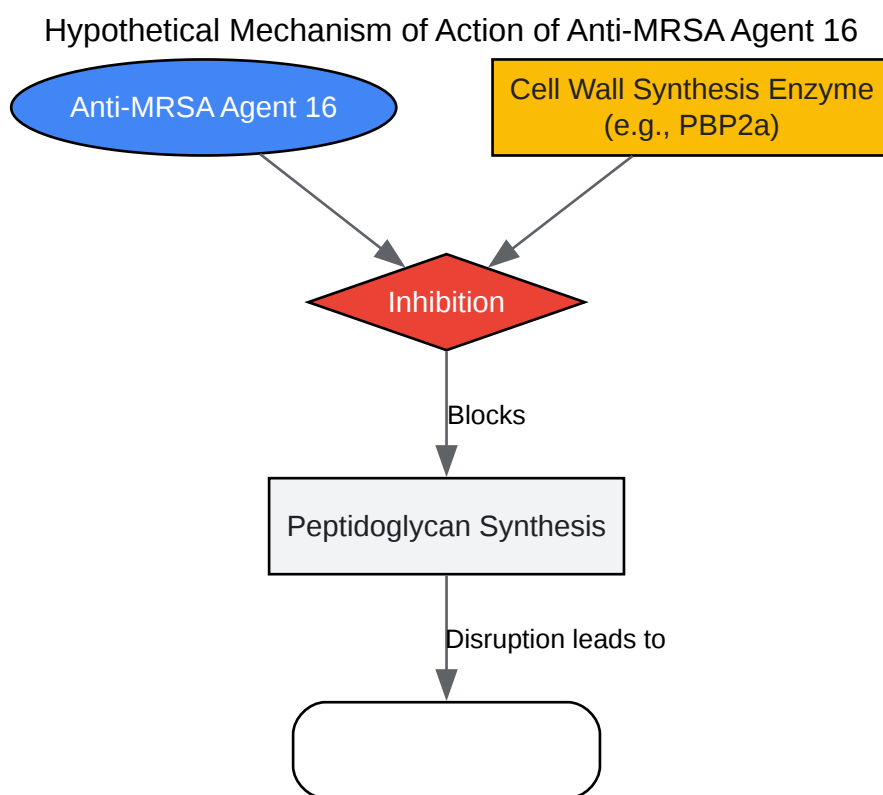 Hypothetical Mechanism of Action of Anti-MRSA Agent 16
Anti-MRSA Agent 16
Cell Wall Synthesis Enzyme
(e.g., PBP2a)
Inhibition
Blocks
Peptidoglycan Synthesis
Disruption leads to